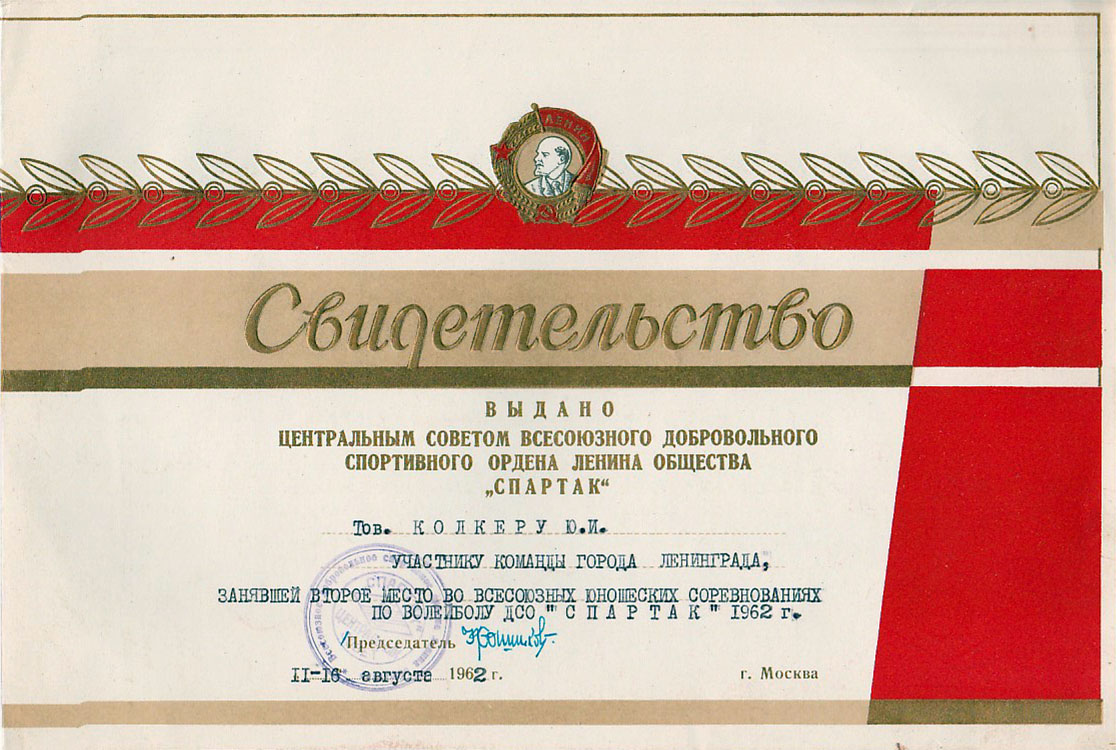 ЛЕНИН
Свидетельство
ВЫДАНО
ЦЕНТРАЛЬНЫМ СОВЕТОМ ВСЕСОЮЗНОГО ДОБРОВОЛЬНОГО
СПОРТИВНОГО ОРДЕНА ЛЕНИНА ОБЩЕСТВА
„СПАРТАК“
Тов. КОЛКЕРУ Ю.И.
УЧАСТНИКУ КОМАНДЫ ГОРОДА ЛЕНИНГРАДА,
ЗАНЯВШЕЙ ВТОРОЕ МЕСТО ВО ВСЕСОЮЗНЫХ ЮНОШЕСКИХ СОРЕВНОВАНИЯХ
ПО ВОЛЕЙБОЛУ ДСО "СПАРТАК" 1962 г.
Председатель
II-16 августа 1962 г.
г. Москва